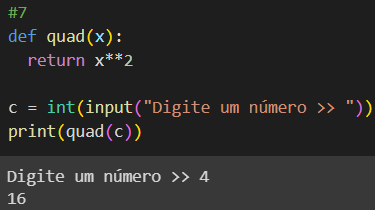 #7
def quad(x):
  return x**2

c = int(input("Digite um número >> "))
print(quad(c))
Digite um número >> 4
16